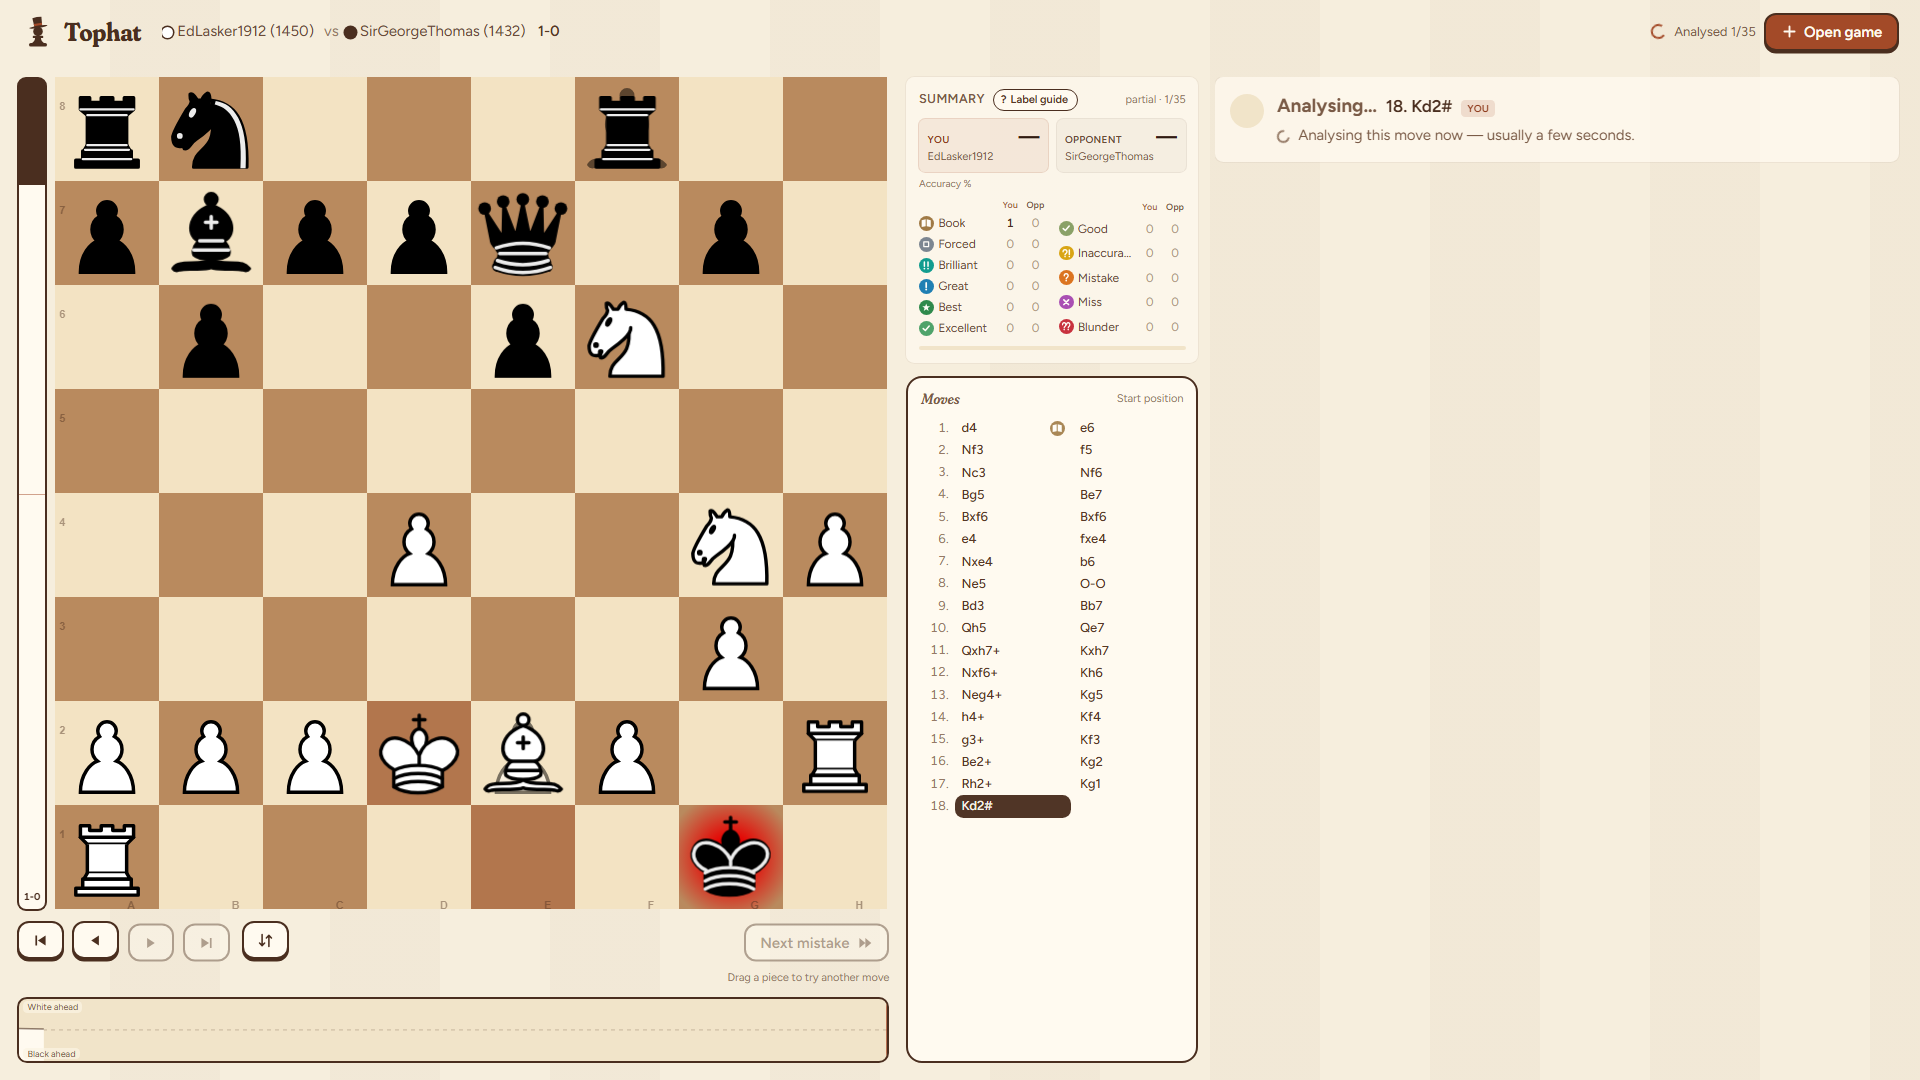 Tophat EdLasker1912 (1450) vs SirGeorgeThomas (1432) 1-0
Analysed 1/35 + Open game
8
7
6
5
4
3
2
1
A B C D E F G H
1-0
Next mistake
Drag a piece to try another move
White ahead
Black ahead
SUMMARY ? Label guide partial · 1/35
YOU —
EdLasker1912
OPPONENT —
SirGeorgeThomas
Accuracy %
You Opp
Book 1 0
Forced 0 0
!! Brilliant 0 0
! Great 0 0
Best 0 0
Excellent 0 0
You Opp
Good 0 0
?! Inaccura... 0 0
? Mistake 0 0
Miss 0 0
?? Blunder 0 0
Moves Start position
1. d4 e6
2. Nf3 f5
3. Nc3 Nf6
4. Bg5 Be7
5. Bxf6 Bxf6
6. e4 fxe4
7. Nxe4 b6
8. Ne5 O-O
9. Bd3 Bb7
10. Qh5 Qe7
11. Qxh7+ Kxh7
12. Nxf6+ Kh6
13. Neg4+ Kg5
14. h4+ Kf4
15. g3+ Kf3
16. Be2+ Kg2
17. Rh2+ Kg1
18. Kd2#
Analysing... 18. Kd2# YOU
Analysing this move now — usually a few seconds.